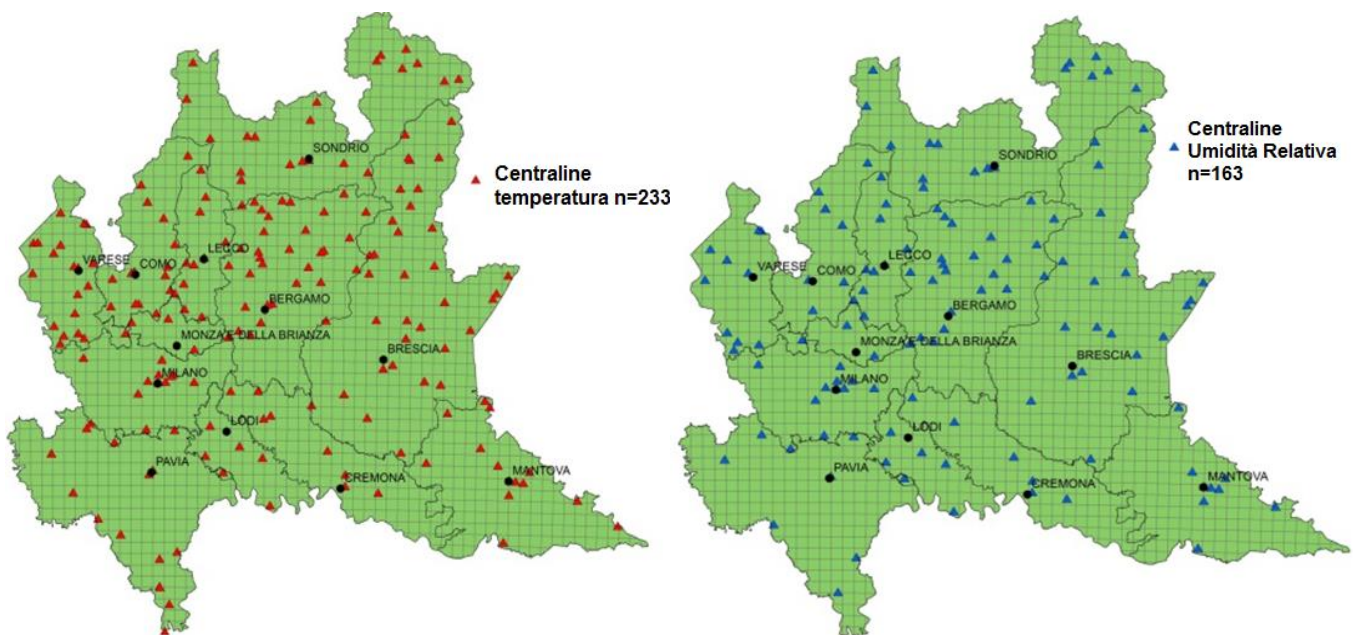 SONDRIO
Centraline
temperatura n=233
LECCO
VARESE
COMO
BERGAMO
MONZA E DELLA BRIANZA
BRESCIA
MILANO
LODI
PAVIA
CREMONA
MANTOVA
Centraline
Umidità Relativa
n=163
SONDRIO
LECCO
VARESE
COMO
BERGAMO
MONZA E DELLA BRIANZA
BRESCIA
MILANO
LODI
PAVIA
CREMONA
MANTOVA